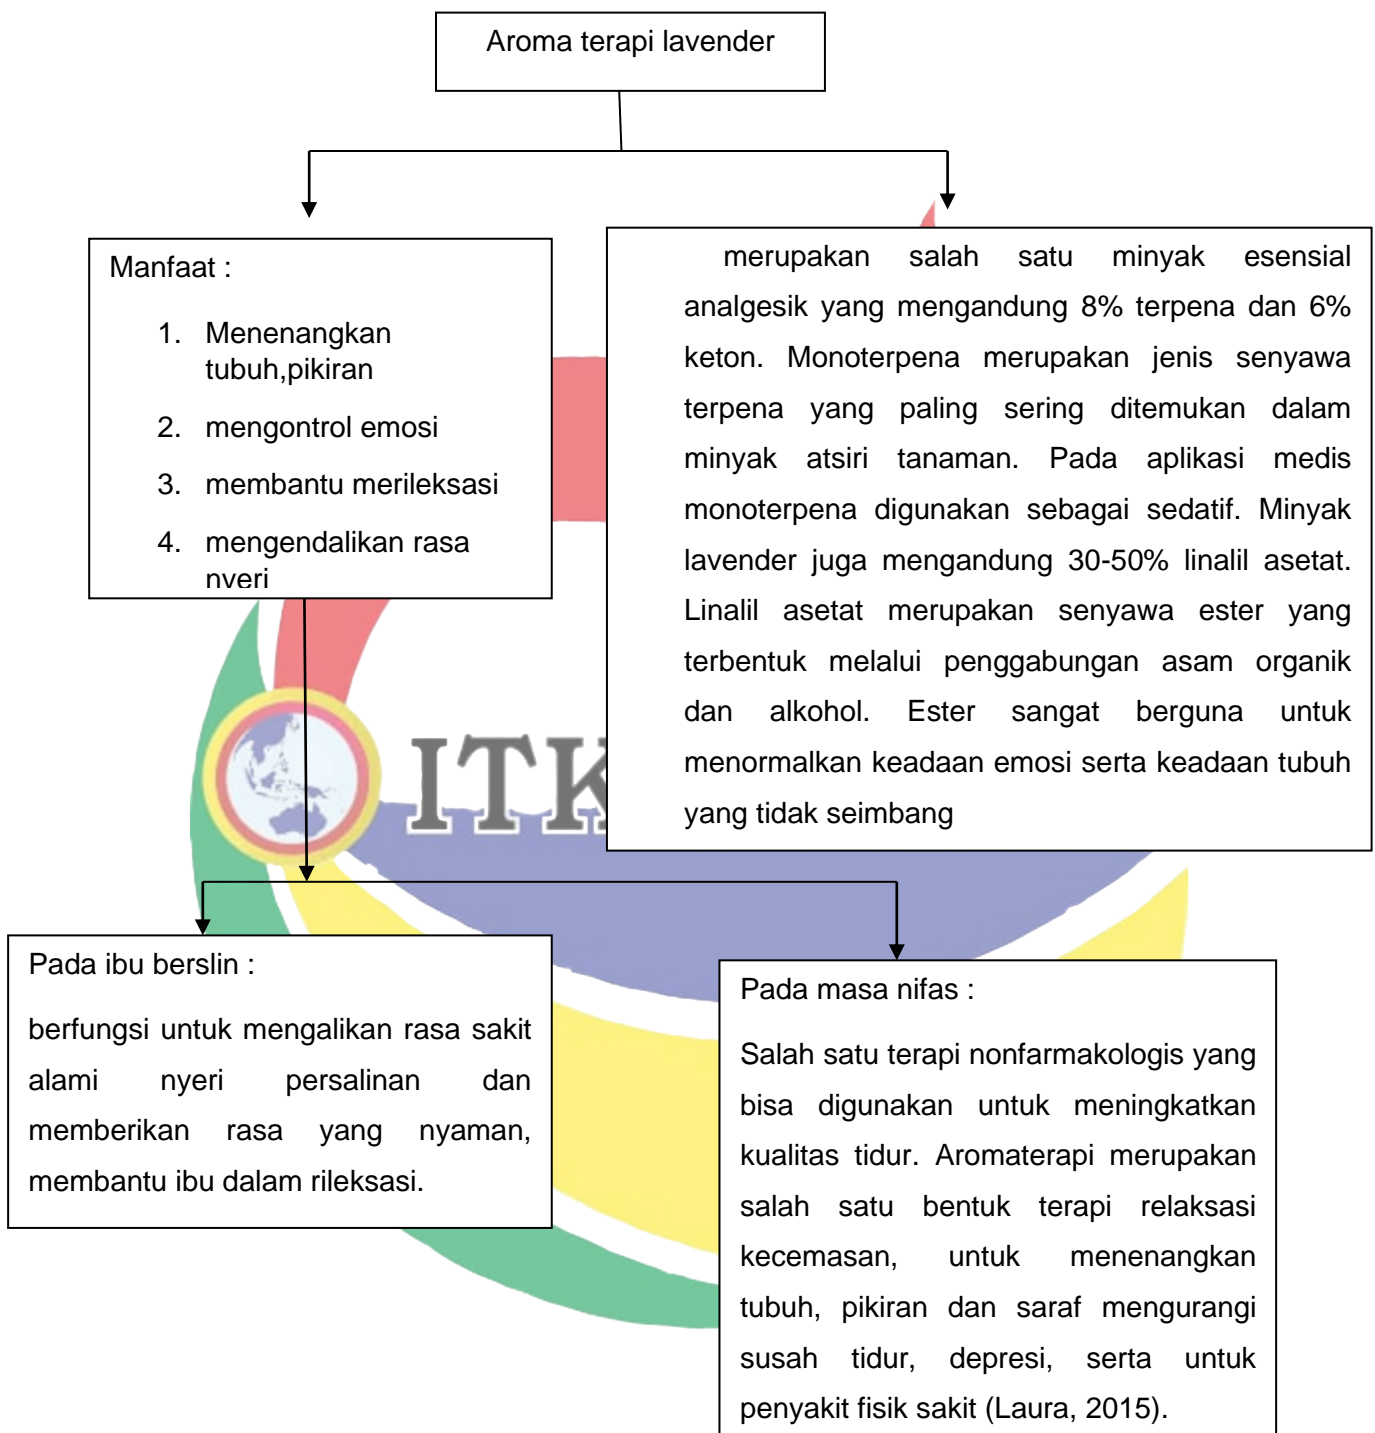 Aroma terapi lavender
Manfaat :
1. Menenangkan
tubuh,pikiran
2. mengontrol emosi
3. membantu merileksasi
4. mengendalikan rasa
nyeri
merupakan salah satu minyak esensial
analgesik yang mengandung 8% terpena dan 6%
keton. Monoterpena merupakan jenis senyawa
terpena yang paling sering ditemukan dalam
minyak atsiri tanaman. Pada aplikasi medis
monoterpena digunakan sebagai sedatif. Minyak
lavender juga mengandung 30-50% linalil asetat.
Linalil asetat merupakan senyawa ester yang
terbentuk melalui penggabungan asam organik
dan alkohol. Ester sangat berguna untuk
menormalkan keadaan emosi serta keadaan tubuh
yang tidak seimbang
ITK
Pada ibu berslin :
berfungsi untuk mengalikan rasa sakit
alami nyeri persalinan dan
memberikan rasa yang nyaman,
membantu ibu dalam rileksasi.
Pada masa nifas :
Salah satu terapi nonfarmakologis yang
bisa digunakan untuk meningkatkan
kualitas tidur. Aromaterapi merupakan
salah satu bentuk terapi relaksasi
kecemasan, untuk menenangkan
tubuh, pikiran dan saraf mengurangi
susah tidur, depresi, serta untuk
penyakit fisik sakit (Laura, 2015).